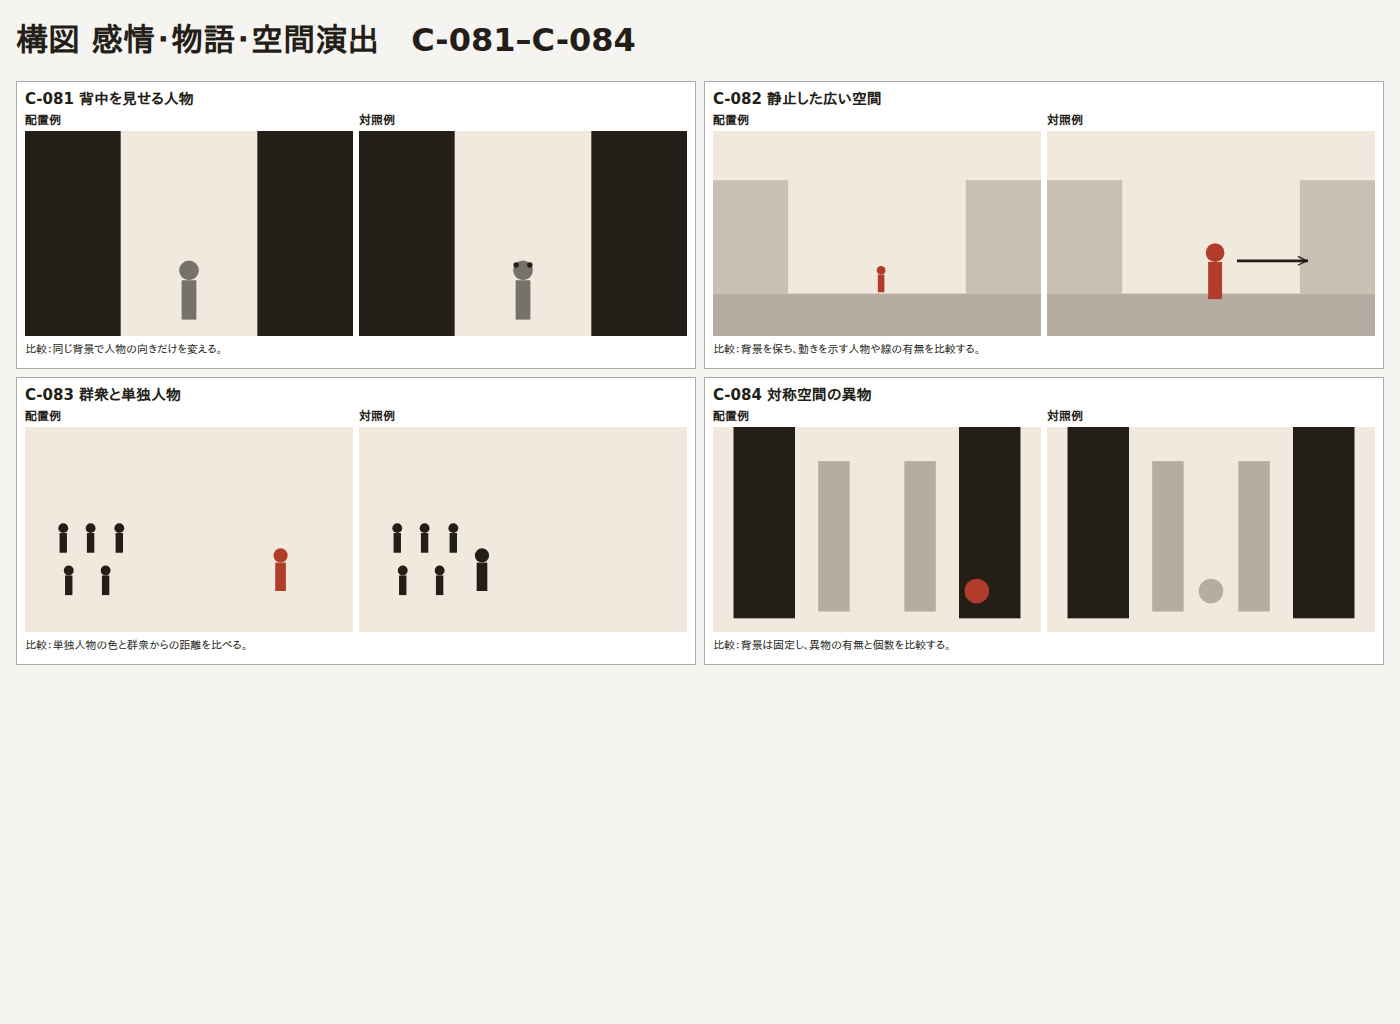 構図 感情・物語・空間演出　C-081–C-084
C-081 背中を見せる人物
配置例
対照例
比較：同じ背景で人物の向きだけを変える。
C-082 静止した広い空間
配置例
対照例
比較：背景を保ち、動きを示す人物や線の有無を比較する。
C-083 群衆と単独人物
配置例
対照例
比較：単独人物の色と群衆からの距離を比べる。
C-084 対称空間の異物
配置例
対照例
比較：背景は固定し、異物の有無と個数を比較する。